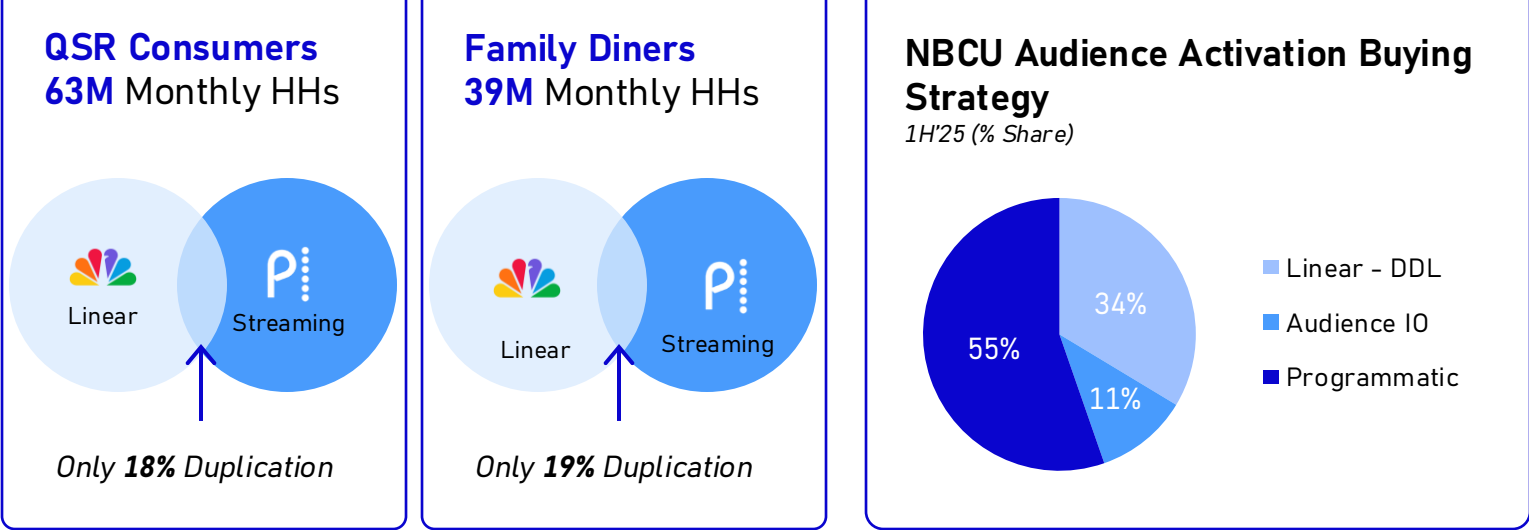 QSR Consumers
63M Monthly HHs
Linear
Streaming
Only 18% Duplication
Family Diners
39M Monthly HHs
Linear
Streaming
Only 19% Duplication
NBCU Audience Activation Buying
Strategy
1H'25 (% Share)
34%
55%
11%
Linear - DDL
Audience IO
Programmatic